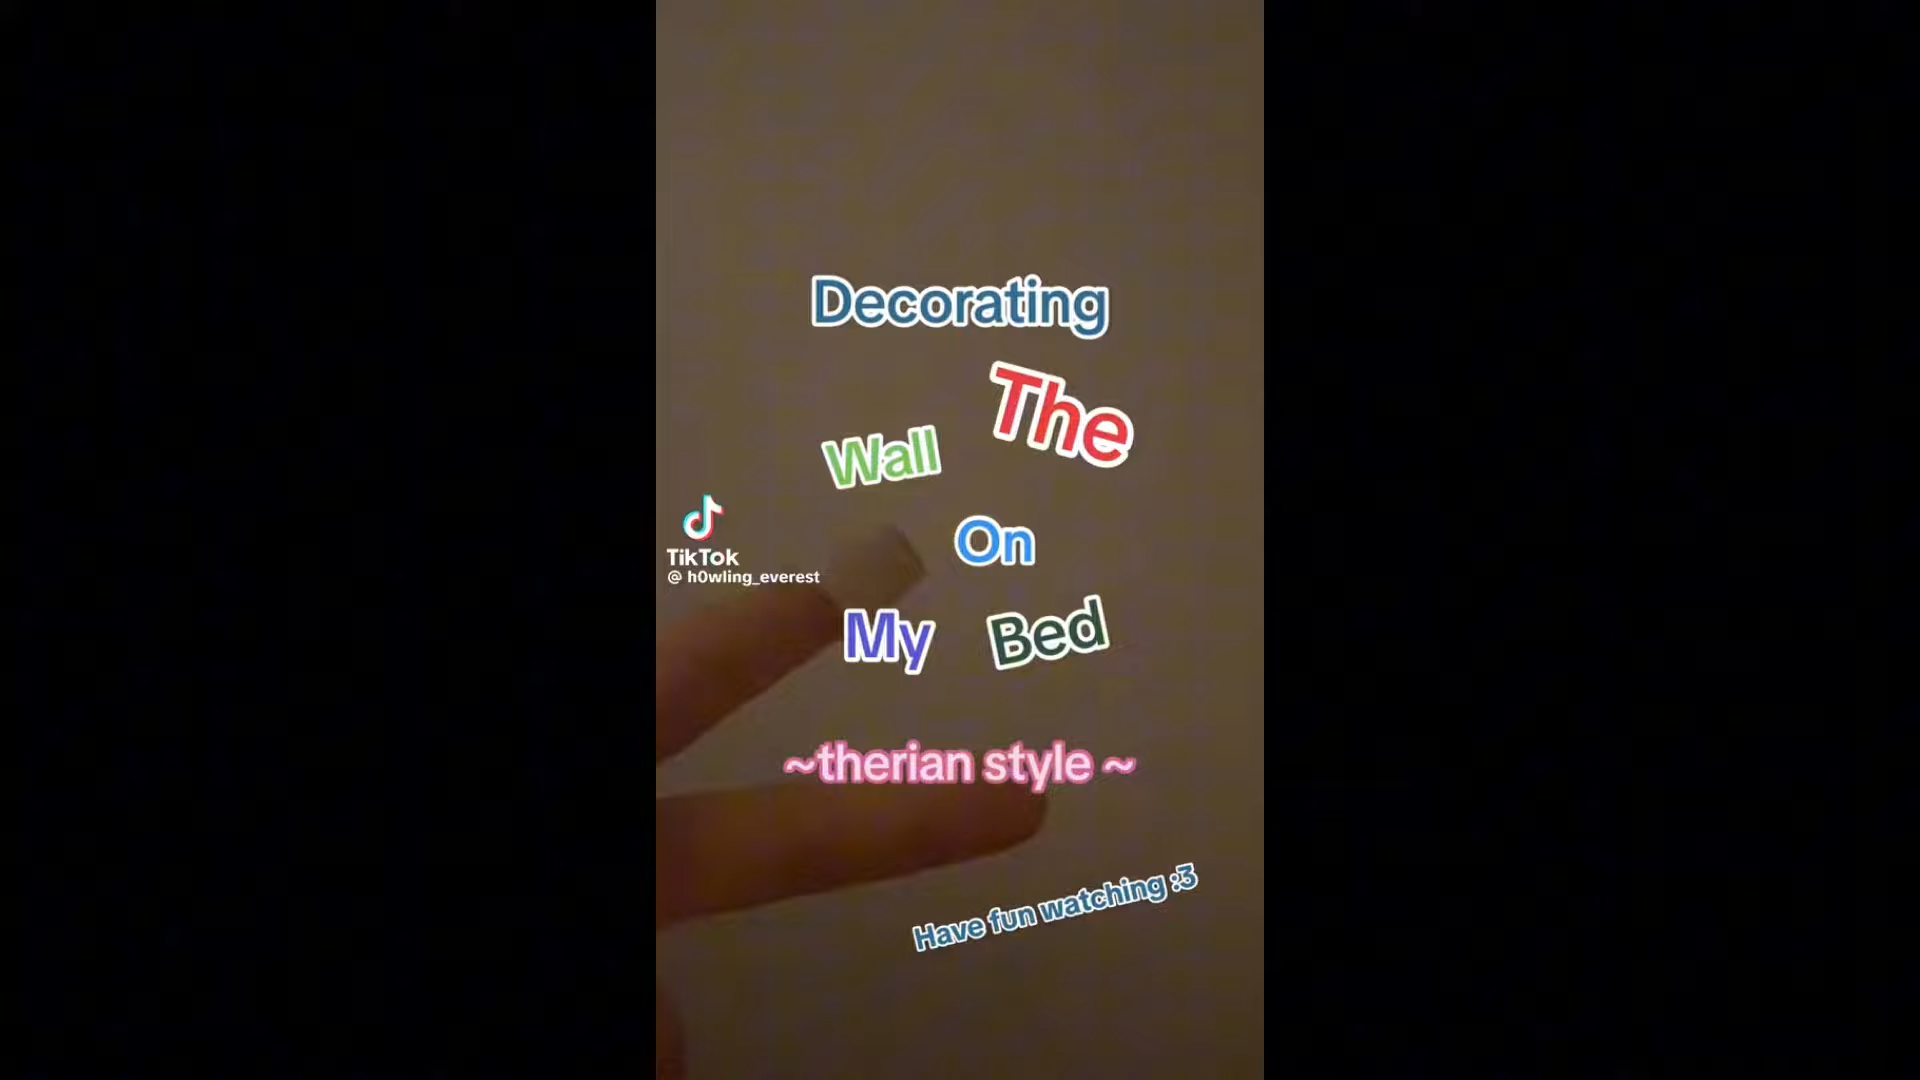 Decorating
The
Wall
On
My Bed
~therian style ~
Have fun watching :3
TikTok
@ h0wling_everest